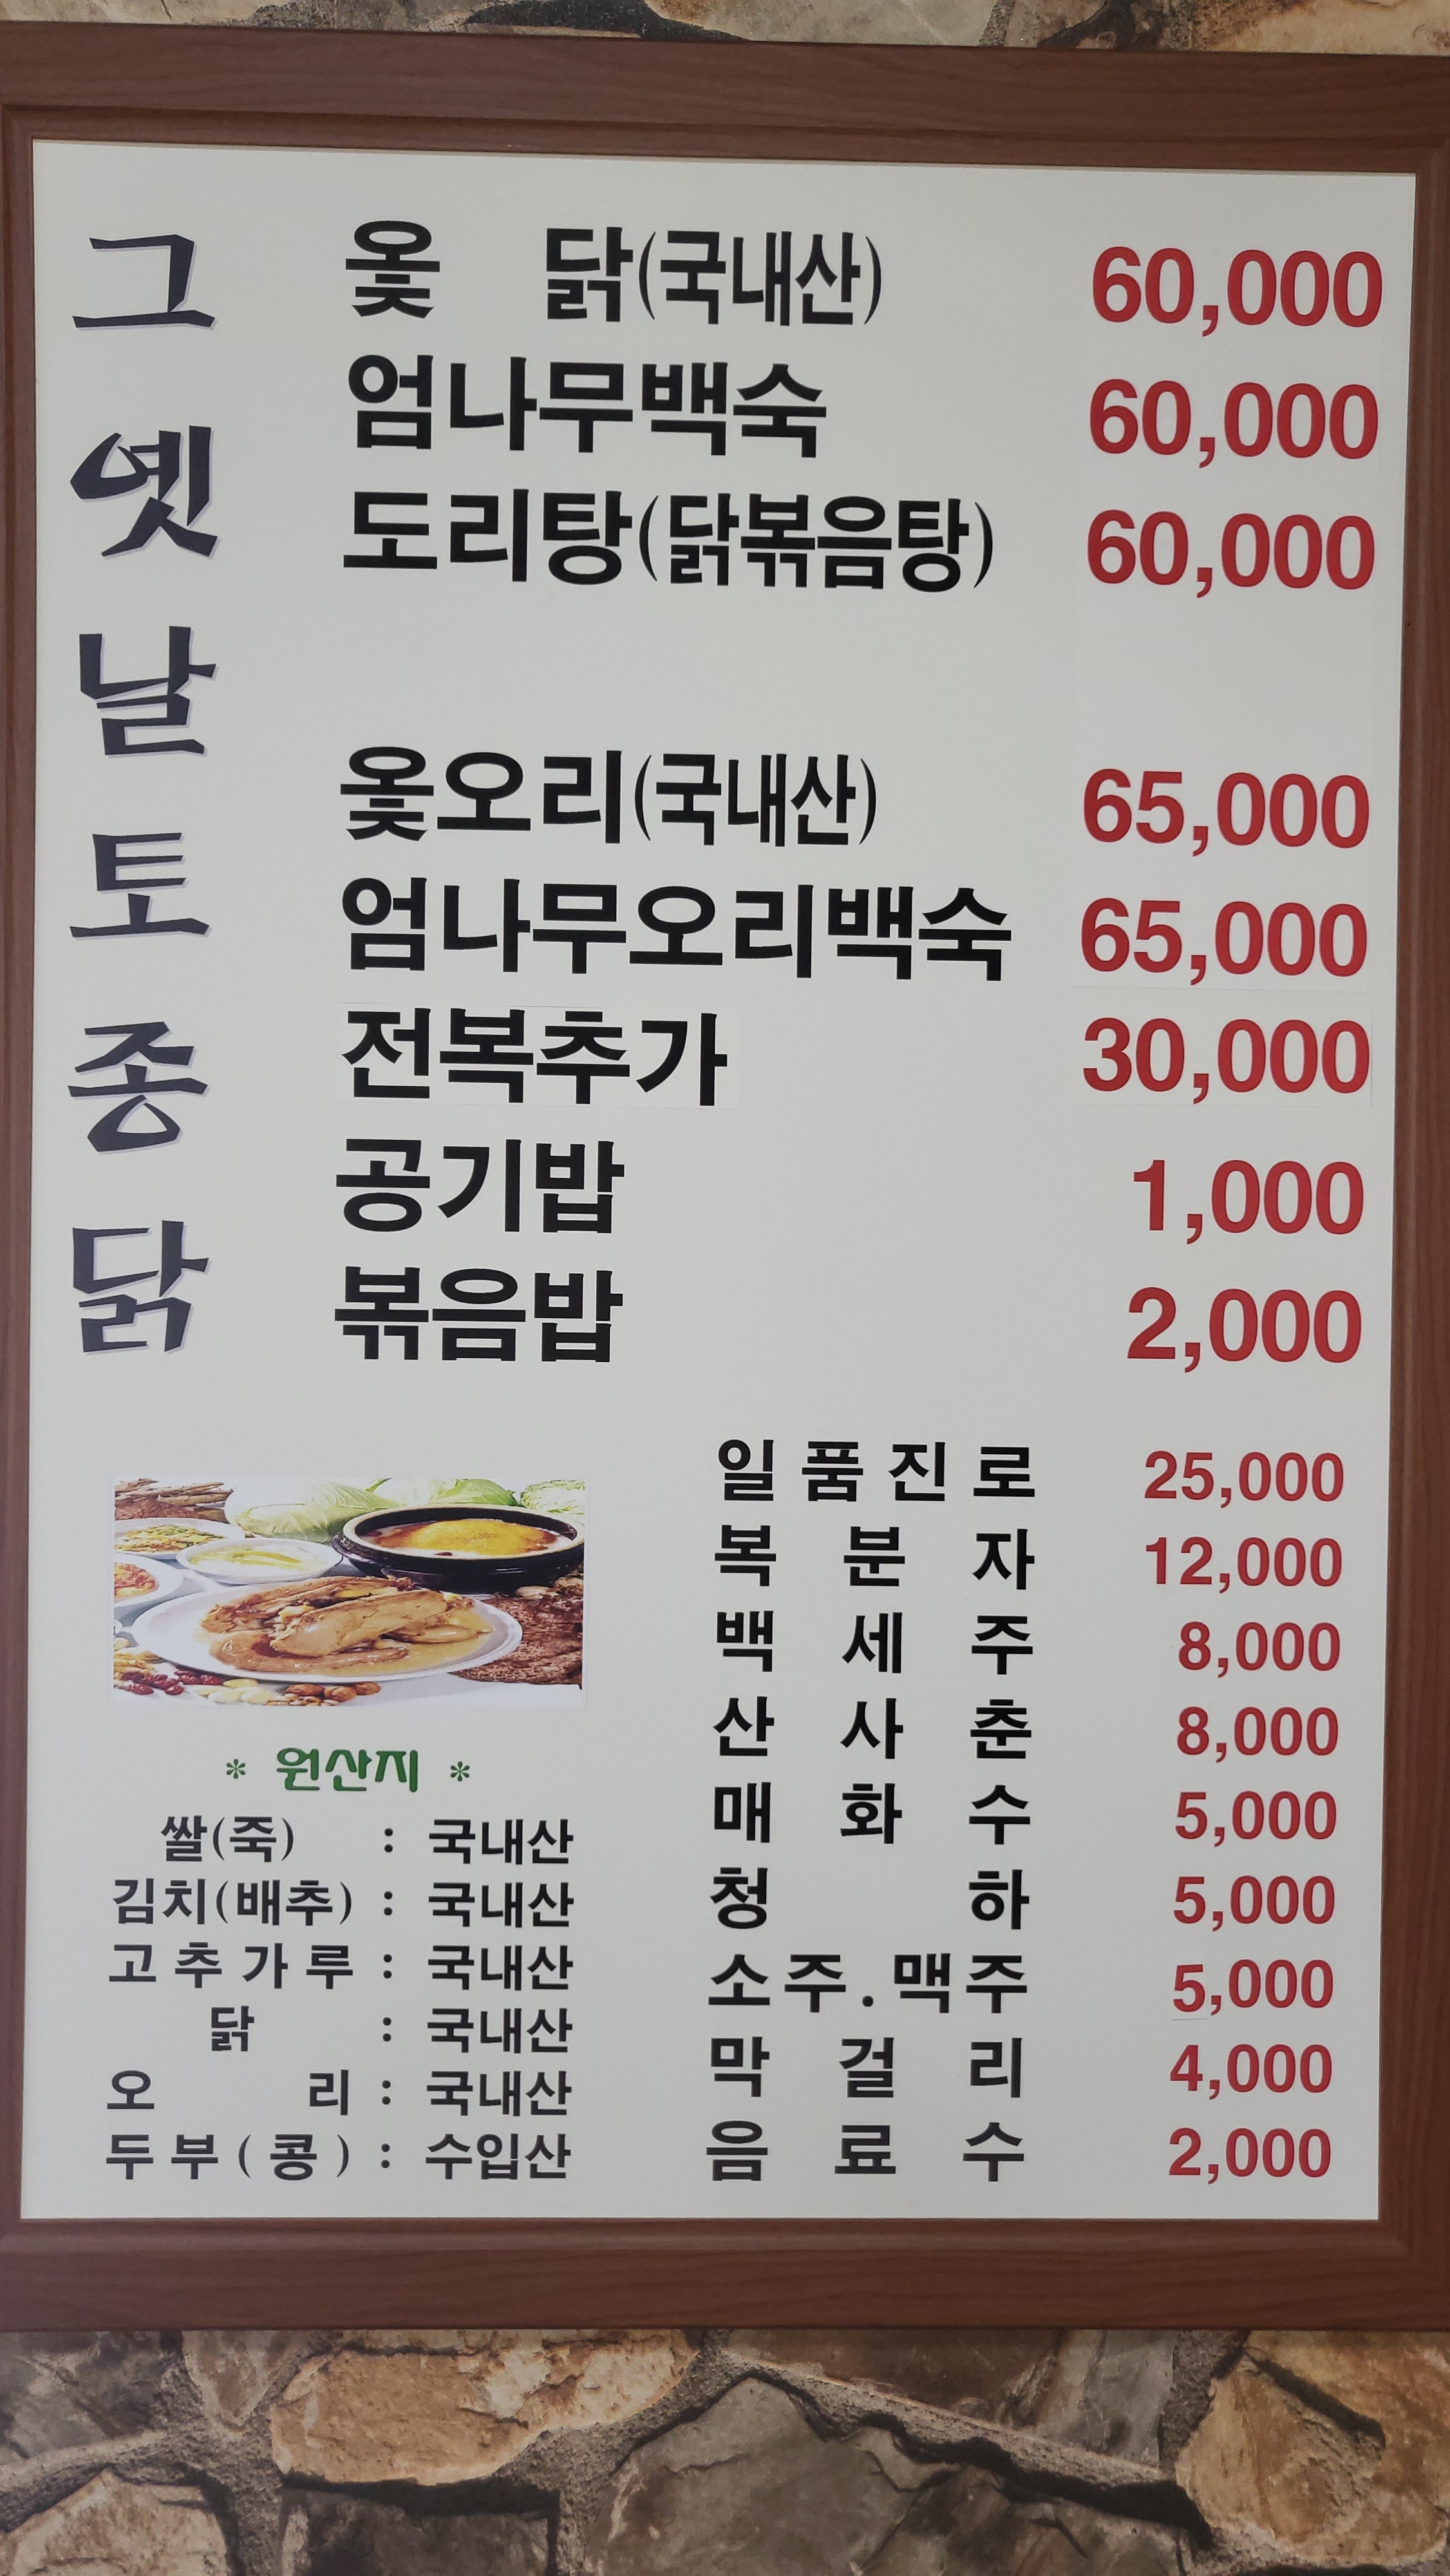 그옛날토종닭
옻 닭(국내산) 60,000
엄나무백숙 60,000
도리탕(닭볶음탕) 60,000
옻오리(국내산) 65,000
엄나무오리백숙 65,000
전복추가 30,000
공기밥 1,000
볶음밥 2,000
일품진로 25,000
복분자 12,000
백세주 8,000
산사춘 8,000
매화수 5,000
청하 5,000
소주.맥주 5,000
막걸리 4,000
음료수 2,000
* 원산지 *
쌀(죽) : 국내산
김치(배추) : 국내산
고추가루 : 국내산
닭 : 국내산
오리 : 국내산
두부(콩) : 수입산